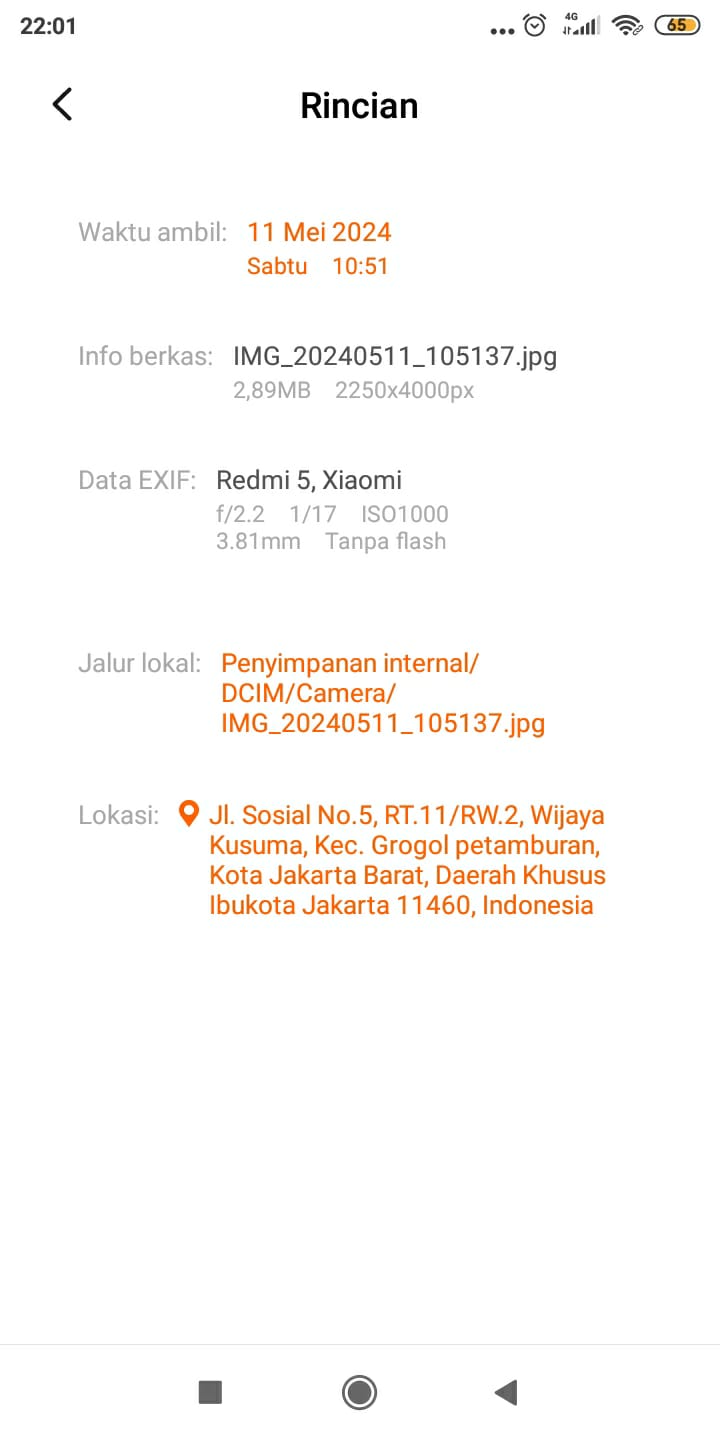 22:01
4G
65
Rincian
Waktu ambil: 11 Mei 2024
Sabtu 10:51
Info berkas: IMG_20240511_105137.jpg
2,89MB 2250x4000px
Data EXIF: Redmi 5, Xiaomi
f/2.2 1/17 ISO1000
3.81mm Tanpa flash
Jalur lokal: Penyimpanan internal/
DCIM/Camera/
IMG_20240511_105137.jpg
Lokasi: Jl. Sosial No.5, RT.11/RW.2, Wijaya
Kusuma, Kec. Grogol petamburan,
Kota Jakarta Barat, Daerah Khusus
Ibukota Jakarta 11460, Indonesia